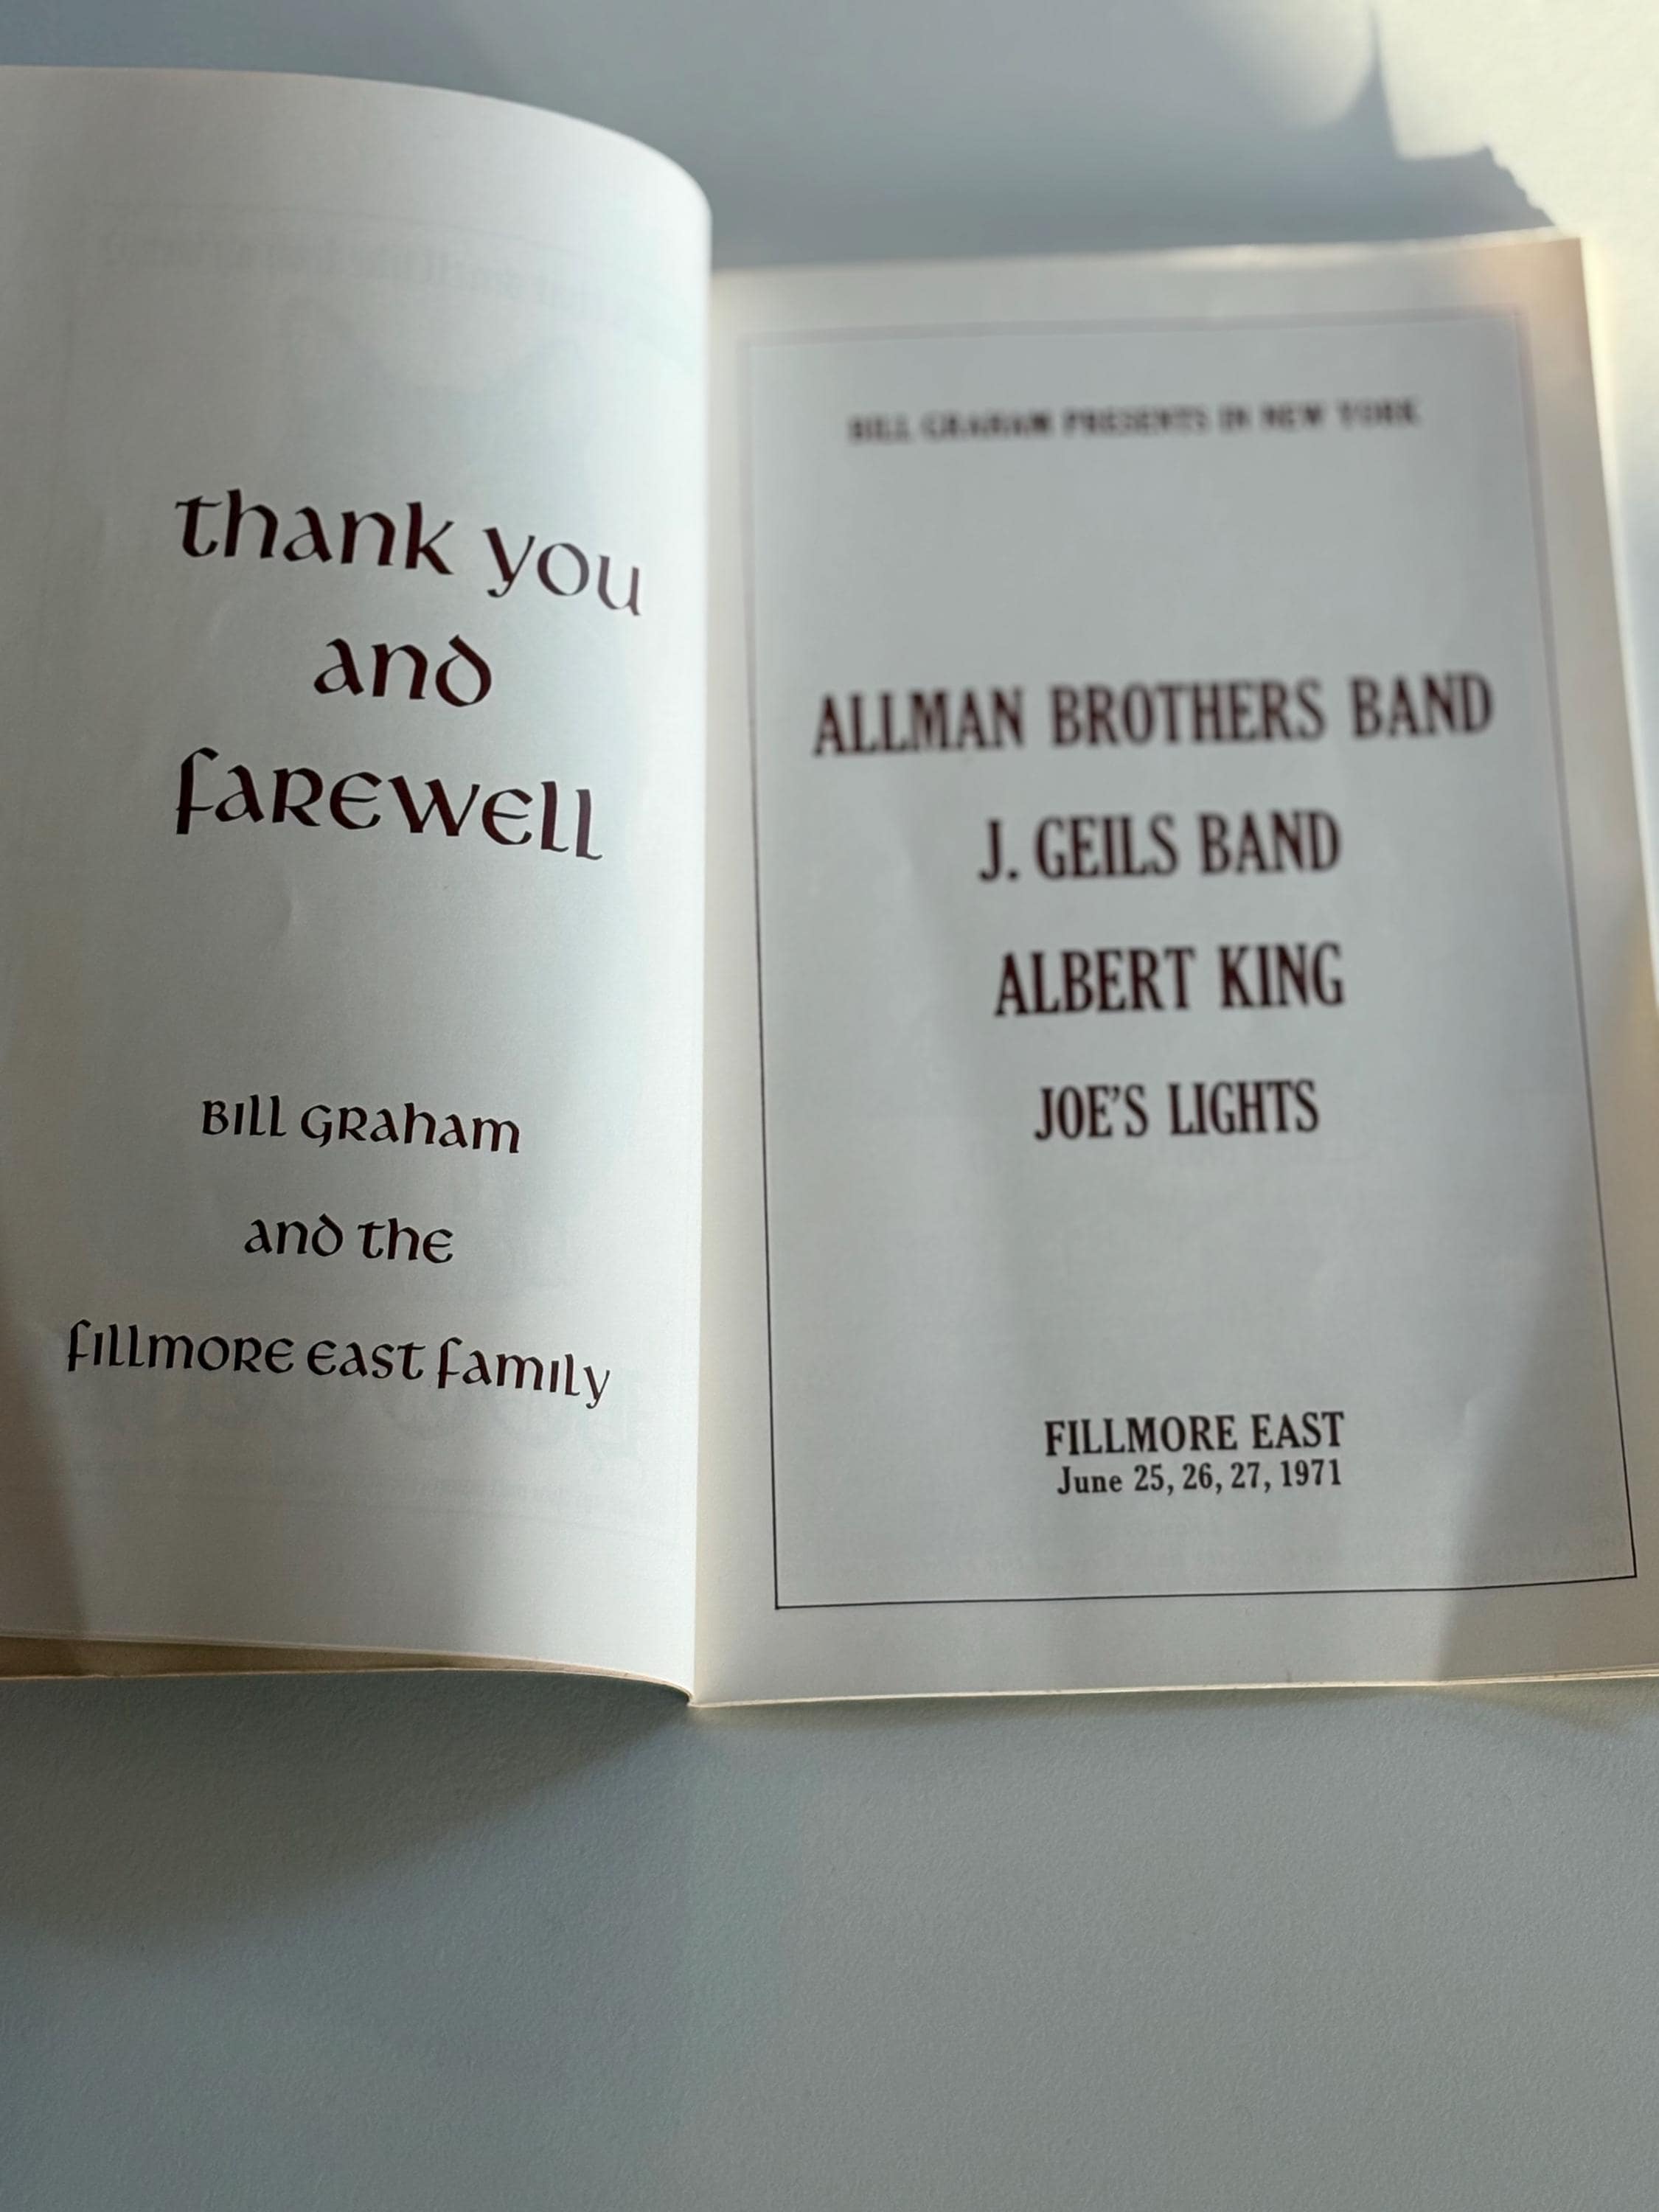 thank you
and
farewell
Bill Graham
and the
fillmore east family
BILL GRAHAM PRESENTS IN NEW YORK
ALLMAN BROTHERS BAND
J. GEILS BAND
ALBERT KING
JOE'S LIGHTS
FILLMORE EAST
June 25, 26, 27, 1971